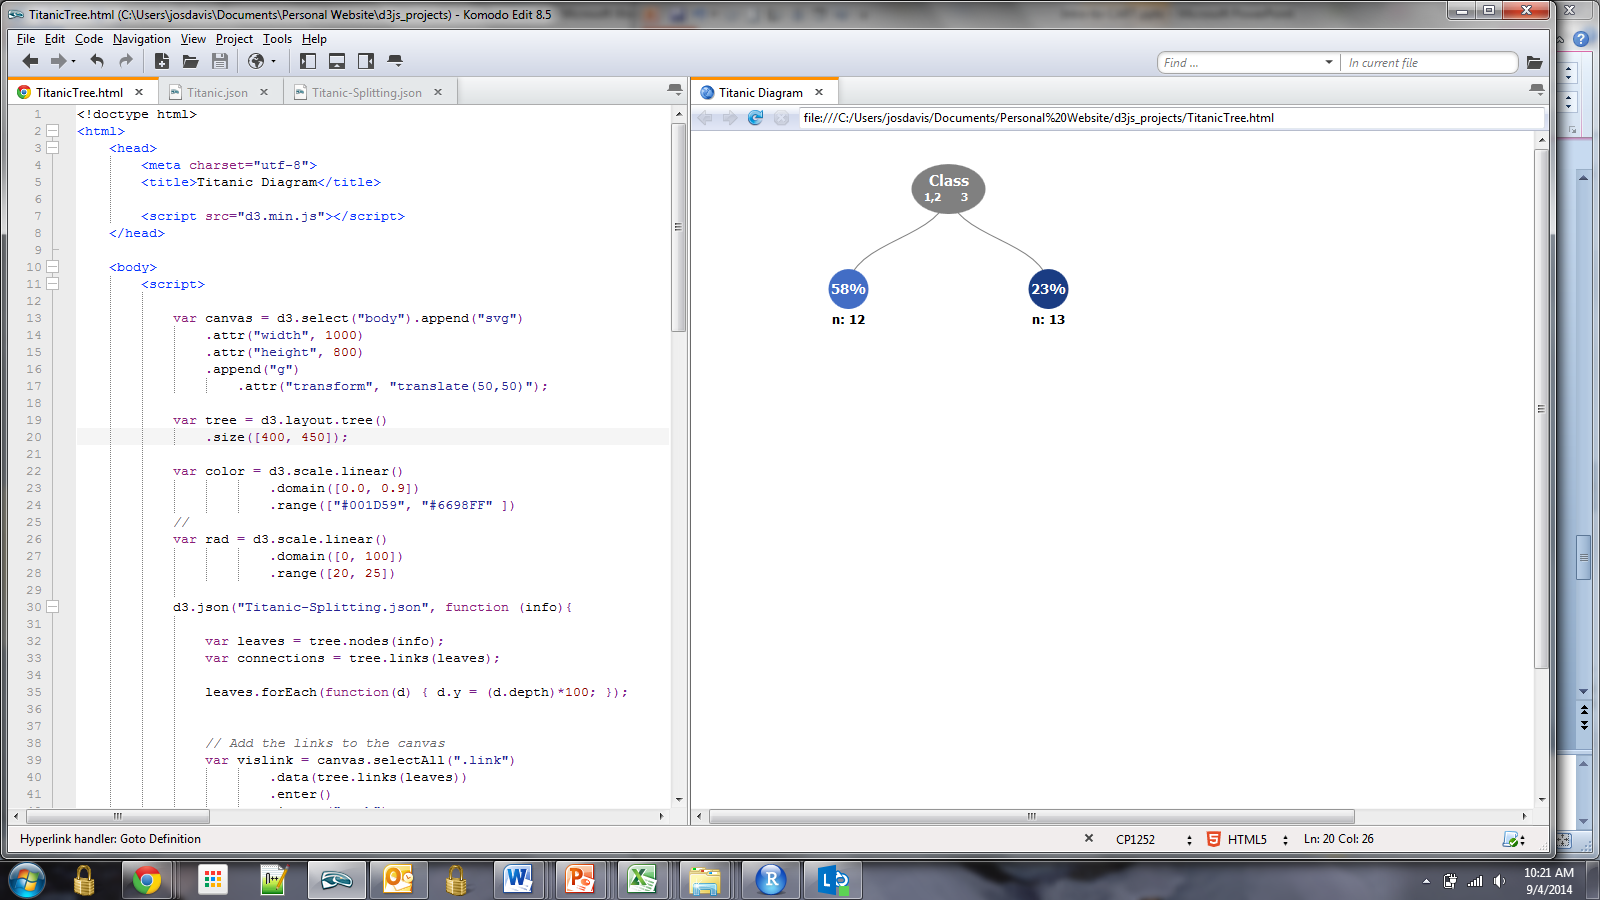 TitanicTree.html (C:\Users\josdavis\Documents\Personal Website\d3js_projects) - Komodo Edit 8.5
File Edit Code Navigation View Project Tools Help
Find ... In current file
TitanicTree.html Titanic.json Titanic-Splitting.json
Titanic Diagram
file:///C:/Users/josdavis/Documents/Personal%20Website/d3js_projects/TitanicTree.html
1 <!doctype html>
2 <html>
3 <head>
4 <meta charset="utf-8">
5 <title>Titanic Diagram</title>
6
7 <script src="d3.min.js"></script>
8 </head>
9
10 <body>
11 <script>
12
13 var canvas = d3.select("body").append("svg")
14 .attr("width", 1000)
15 .attr("height", 800)
16 .append("g")
17 .attr("transform", "translate(50,50)");
18
19 var tree = d3.layout.tree()
20 .size([400, 450]);
21
22 var color = d3.scale.linear()
23 .domain([0.0, 0.9])
24 .range(["#001D59", "#6698FF" ])
25 //
26 var rad = d3.scale.linear()
27 .domain([0, 100])
28 .range([20, 25])
29
30 d3.json("Titanic-Splitting.json", function (info){
31
32 var leaves = tree.nodes(info);
33 var connections = tree.links(leaves);
34
35 leaves.forEach(function(d) { d.y = (d.depth)*100; });
36
37
38 // Add the links to the canvas
39 var vislink = canvas.selectAll(".link")
40 .data(tree.links(leaves))
41 .enter()
Class
1,2 3
58% 23%
n: 12 n: 13
Hyperlink handler: Goto Definition
CP1252 HTML5 Ln: 20 Col: 26
10:21 AM
9/4/2014